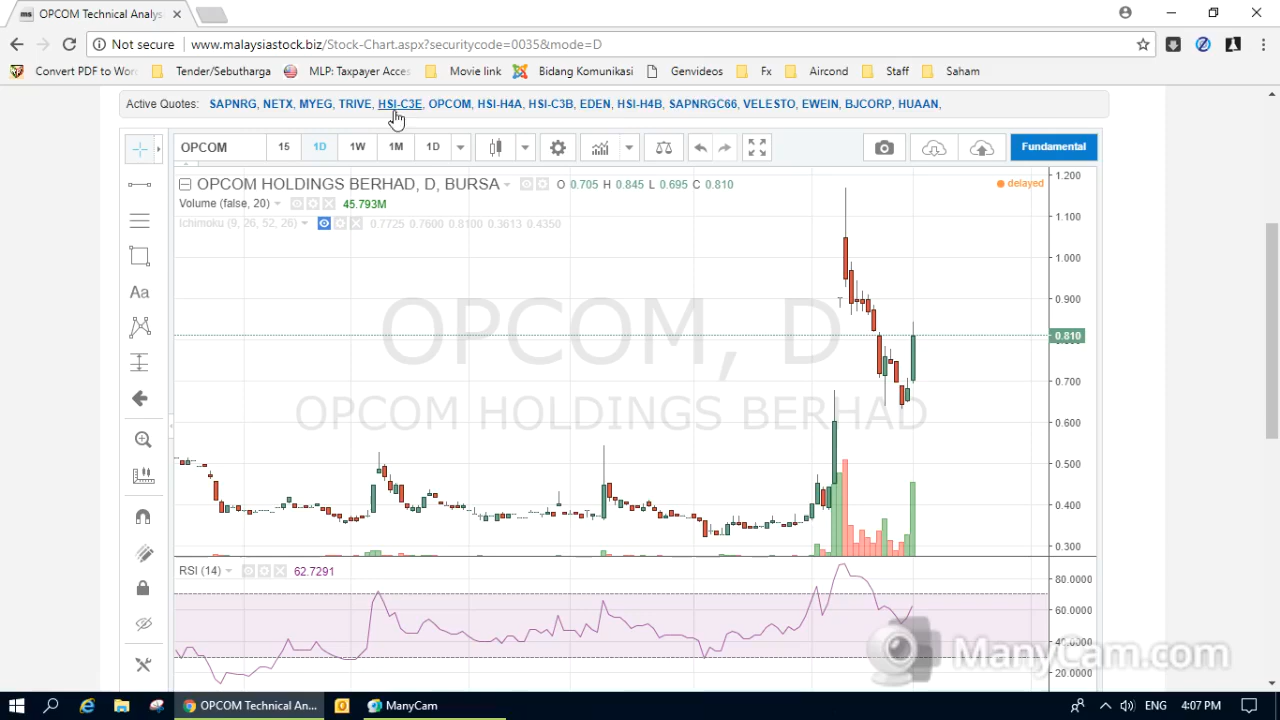 OPCOM Technical Analys
Not secure
www.malaysiastock.biz/Stock-Chart.aspx?securitycode=0035&mode=D
Convert PDF to Word
Tender/Sebutharga
MLP: Taxpayer Acces
Movie link
Bidang Komunikasi
Genvideos
Fx
Aircond
Staff
Saham
Active Quotes: SAPNRG, NETX, MYEG, TRIVE, HSI-C3E, OPCOM, HSI-H4A, HSI-C3B, EDEN, HSI-H4B, SAPNRGC66, VELESTO, EWEIN, BJCORP, HUAAN,
OPCOM 15 1D 1W 1M 1D Fundamental
OPCOM HOLDINGS BERHAD, D, BURSA O 0.705 H 0.845 L 0.695 C 0.810
delayed
Volume (false, 20) 45.793M
Ichimoku (9, 26, 52, 26) 0.7725 0.7600 0.8100 0.3613 0.4350
Aa
OPCOM, D
OPCOM HOLDINGS BERHAD
1.200
1.100
1.000
0.900
0.810
0.700
0.600
0.500
0.400
0.300
RSI (14) 62.7291
80.0000
60.0000
40.0000
20.0000
ManyCam.com
OPCOM Technical An...
ManyCam
ENG
4:07 PM